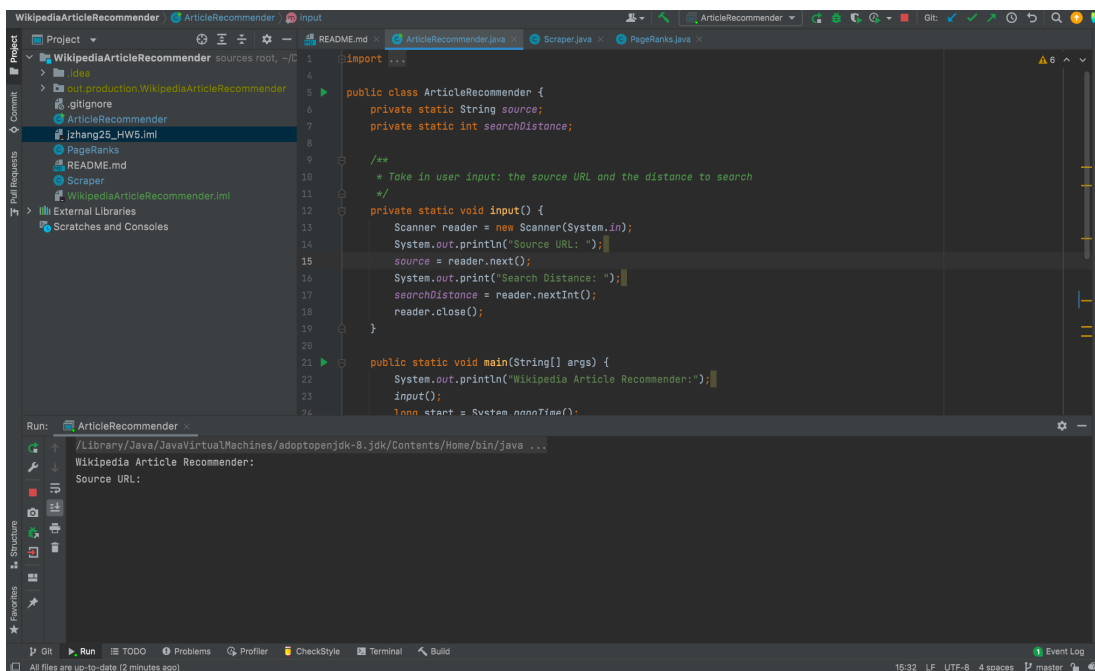 WikipediaArticleRecommender ArticleRecommender input
ArticleRecommender
Git:
Project
README.md ArticleRecommender.java Scraper.java PageRanks.java
Project
Commit
Pull Requests
Structure
Favorites
WikipediaArticleRecommender sources root,
.idea
out.production.WikipediaArticleRecommender
.gitignore
ArticleRecommender
jzhang25_HW5.iml
PageRanks
README.md
Scraper
WikipediaArticleRecommender.iml
External Libraries
Scratches and Consoles
6
1 import ...
4
5 public class ArticleRecommender {
6 private static String source;
7 private static int searchDistance;
8
9 /**
10 * Take in user input: the source URL and the distance to search
11 */
12 private static void input() {
13 Scanner reader = new Scanner(System.in);
14 System.out.println("Source URL: ");
15 source = reader.next();
16 System.out.print("Search Distance: ");
17 searchDistance = reader.nextInt();
18 reader.close();
19 }
20
21 public static void main(String[] args) {
22 System.out.println("Wikipedia Article Recommender:");
23 input();
24 long start = System.nanoTime();
Run: ArticleRecommender
/Library/Java/JavaVirtualMachines/adoptopenjdk-8.jdk/Contents/Home/bin/java ...
Wikipedia Article Recommender:
Source URL:
Git Run TODO Problems Profiler CheckStyle Terminal Build 1 Event Log
All files are up-to-date (2 minutes ago) 15:32 LF UTF-8 4 spaces master